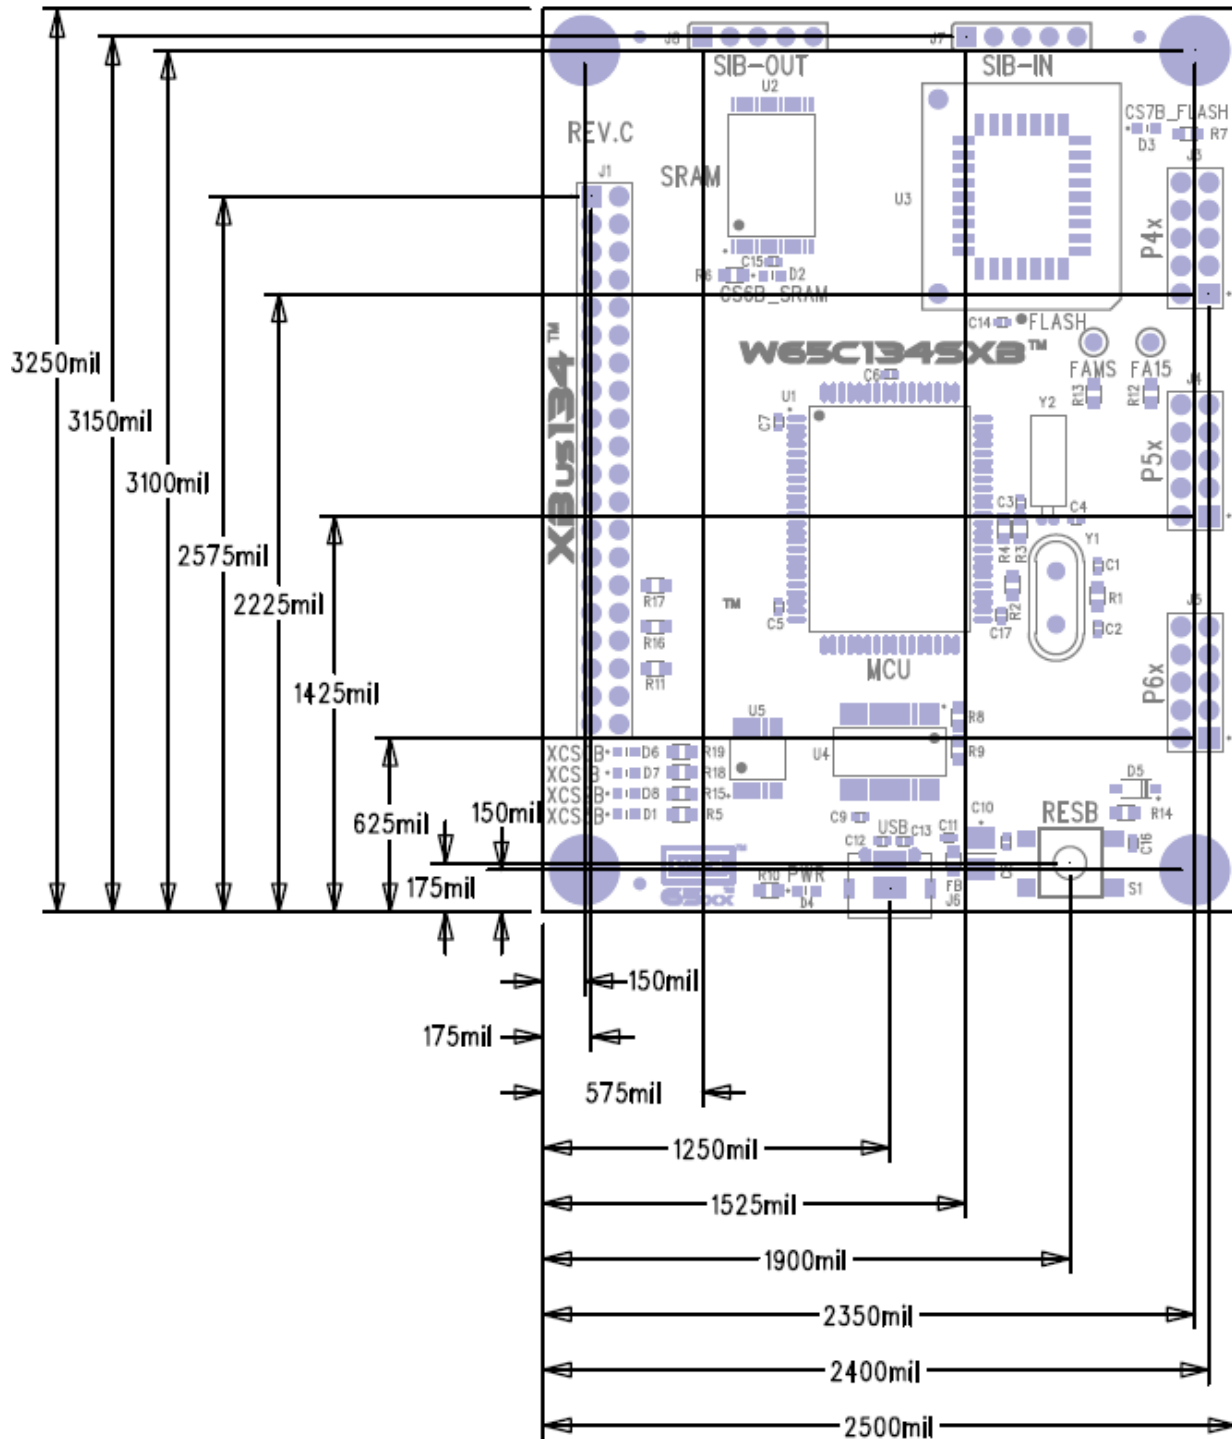 J8
J7
SIB-OUT
SIB-IN
U2
CS7B_FLASH
REV.C
D3
R7
J1
J3
SRAM
U3
P4x
C15
R6
D2
CS6B_SRAM
C14
FLASH
3250mil
W65C134SXB™
FAMS
FA15
C6
J4
3150mil
U1
R13
R12
Y2
C7
XBus134™
P5x
3100mil
C3
C4
2575mil
R4
R3
Y1
C1
2225mil
R17
™
C5
R2
R1
J5
C17
C2
R16
MCU
P6x
1425mil
R11
U5
R8
XCS
B
D6
R19
U4
R9
XCS
B
D7
R18
D5
XCS
B
D8
R15
150mil
625mil
XCS
B
D1
R5
C9
C10
RESB
R14
C12
USB
C13
C11
C16
175mil
PWR
R10
D4
FB
J6
S1
65xx
™
150mil
175mil
575mil
1250mil
1525mil
1900mil
2350mil
2400mil
2500mil